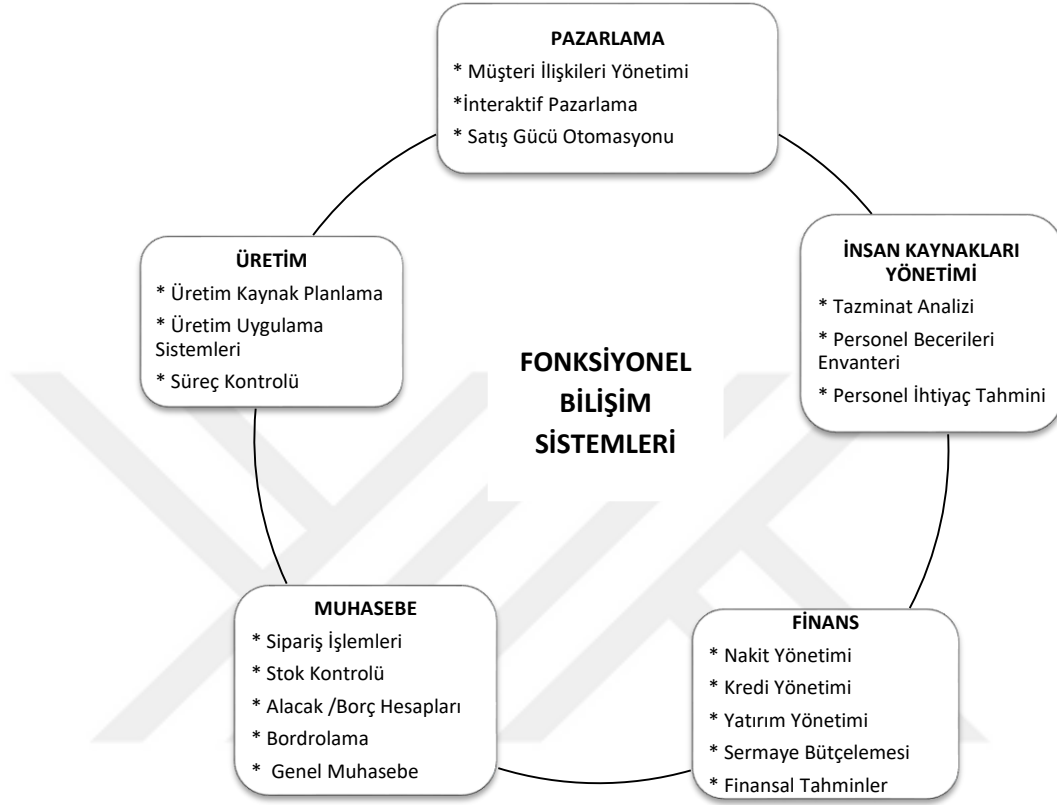 PAZARLAMA
* Müşteri İlişkileri Yönetimi
*İnteraktif Pazarlama
* Satış Gücü Otomasyonu
ÜRETİM
* Üretim Kaynak Planlama
* Üretim Uygulama
Sistemleri
* Süreç Kontrolü
İNSAN KAYNAKLARI
YÖNETİMİ
* Tazminat Analizi
* Personel Becerileri
Envanteri
* Personel İhtiyaç Tahmini
FONKSİYONEL
BİLİŞİM
SİSTEMLERİ
MUHASEBE
* Sipariş İşlemleri
* Stok Kontrolü
* Alacak /Borç Hesapları
* Bordrolama
* Genel Muhasebe
FİNANS
* Nakit Yönetimi
* Kredi Yönetimi
* Yatırım Yönetimi
* Sermaye Bütçelemesi
* Finansal Tahminler